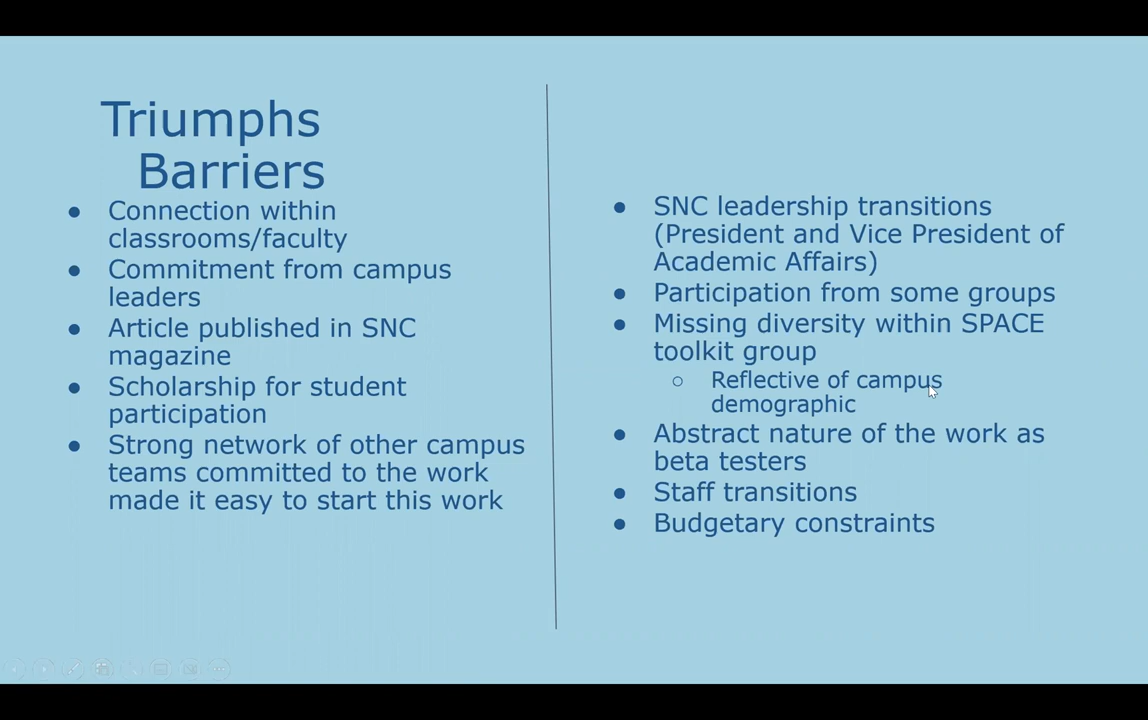 Triumphs
Barriers
● Connection within
classrooms/faculty
● Commitment from campus
leaders
● Article published in SNC
magazine
● Scholarship for student
participation
● Strong network of other campus
teams committed to the work
made it easy to start this work
● SNC leadership transitions
(President and Vice President of
Academic Affairs)
● Participation from some groups
● Missing diversity within SPACE
toolkit group
○ Reflective of campus
demographic
● Abstract nature of the work as
beta testers
● Staff transitions
● Budgetary constraints